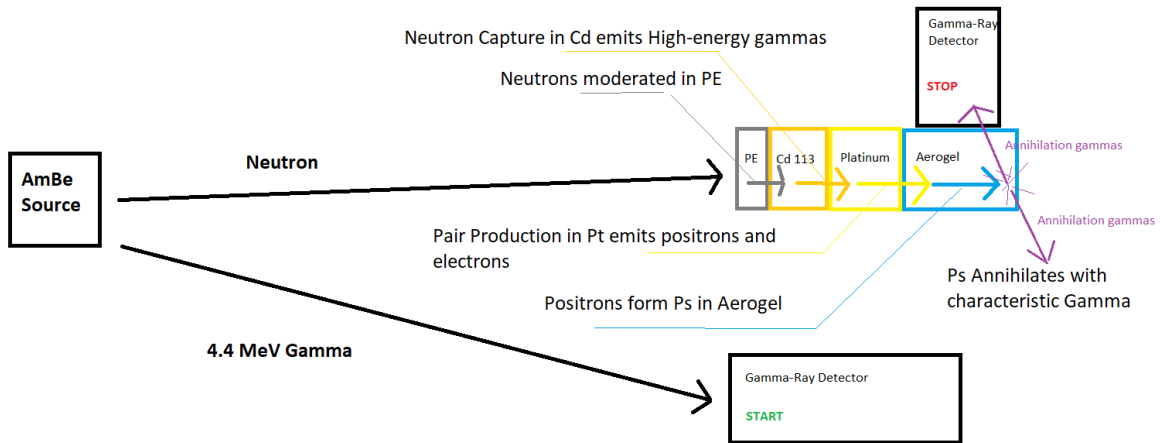 Neutron Capture in Cd emits High-energy gammas
Neutrons moderated in PE
Gamma-Ray
Detector
STOP
PE
Cd 113
Platinum
Aerogel
Annihilation gammas
Annihilation gammas
AmBe
Source
Neutron
Pair Production in Pt emits positrons and
electrons
Positrons form Ps in Aerogel
Ps Annihilates with
characteristic Gamma
4.4 MeV Gamma
Gamma-Ray Detector
START